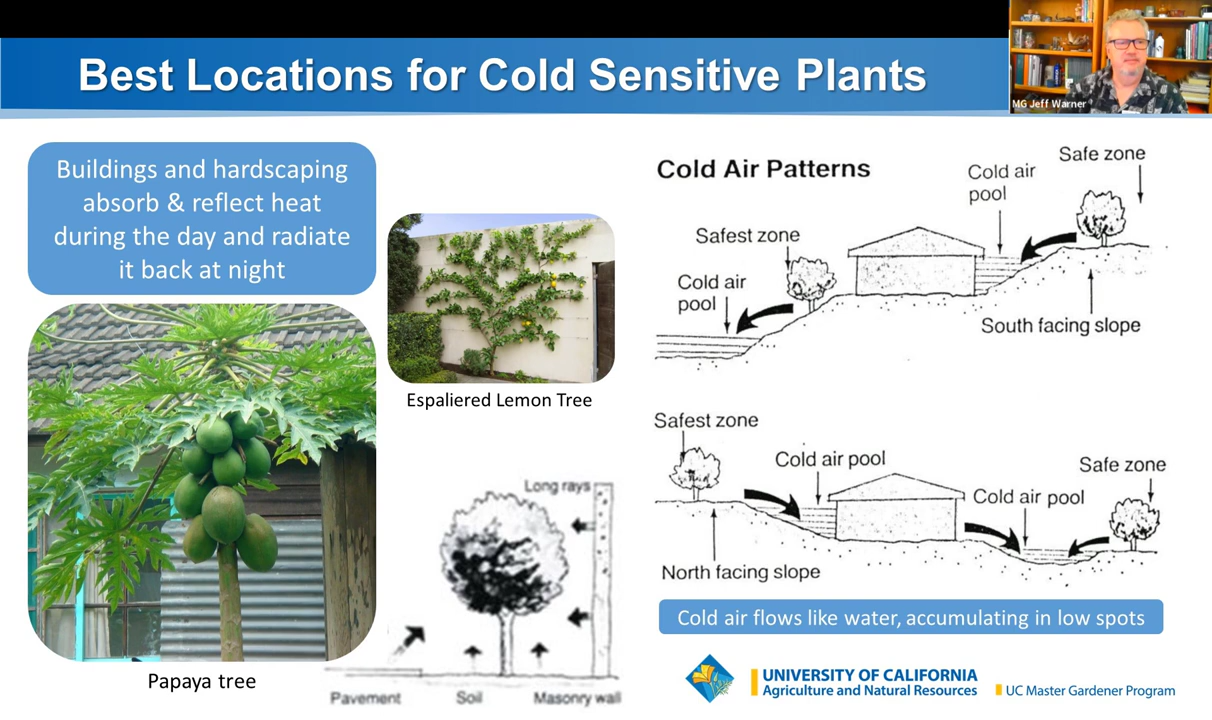 Best Locations for Cold Sensitive Plants
MG Jeff Warner
Buildings and hardscaping
absorb & reflect heat
during the day and radiate
it back at night
Espaliered Lemon Tree
Papaya tree
Long rays
Pavement
Soil
Masonry wall
Cold Air Patterns
Safe zone
Cold air
pool
Safest zone
Cold air
pool
South facing slope
Safest zone
Cold air pool
Safe zone
Cold air pool
North facing slope
Cold air flows like water, accumulating in low spots
UNIVERSITY OF CALIFORNIA
Agriculture and Natural Resources
UC Master Gardener Program